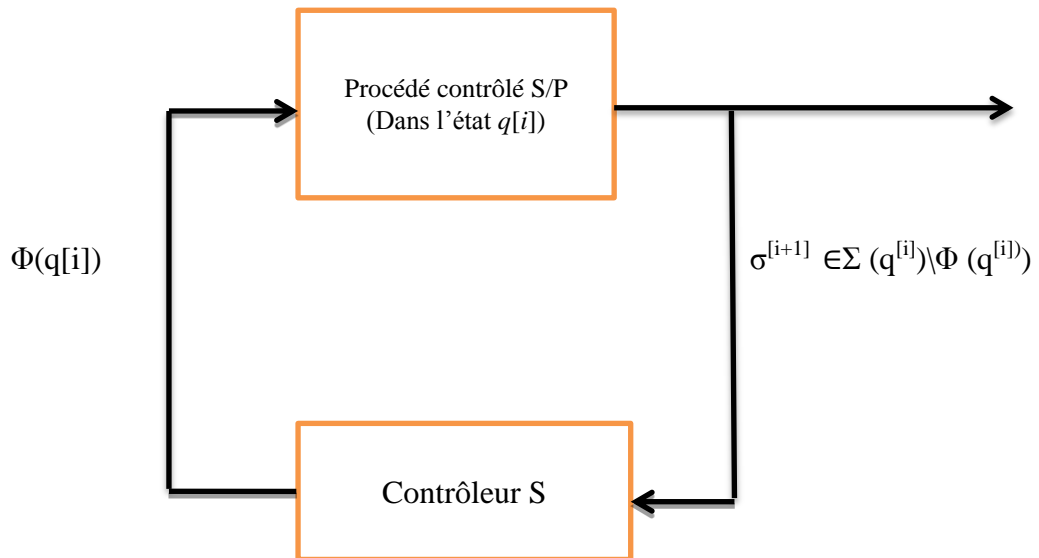 Procédé contrôlé S/P
(Dans l’état q[i])
Φ(q[i])
σ^[i+1] ∈Σ (q^[i])\Φ (q^[i]))
Contrôleur S